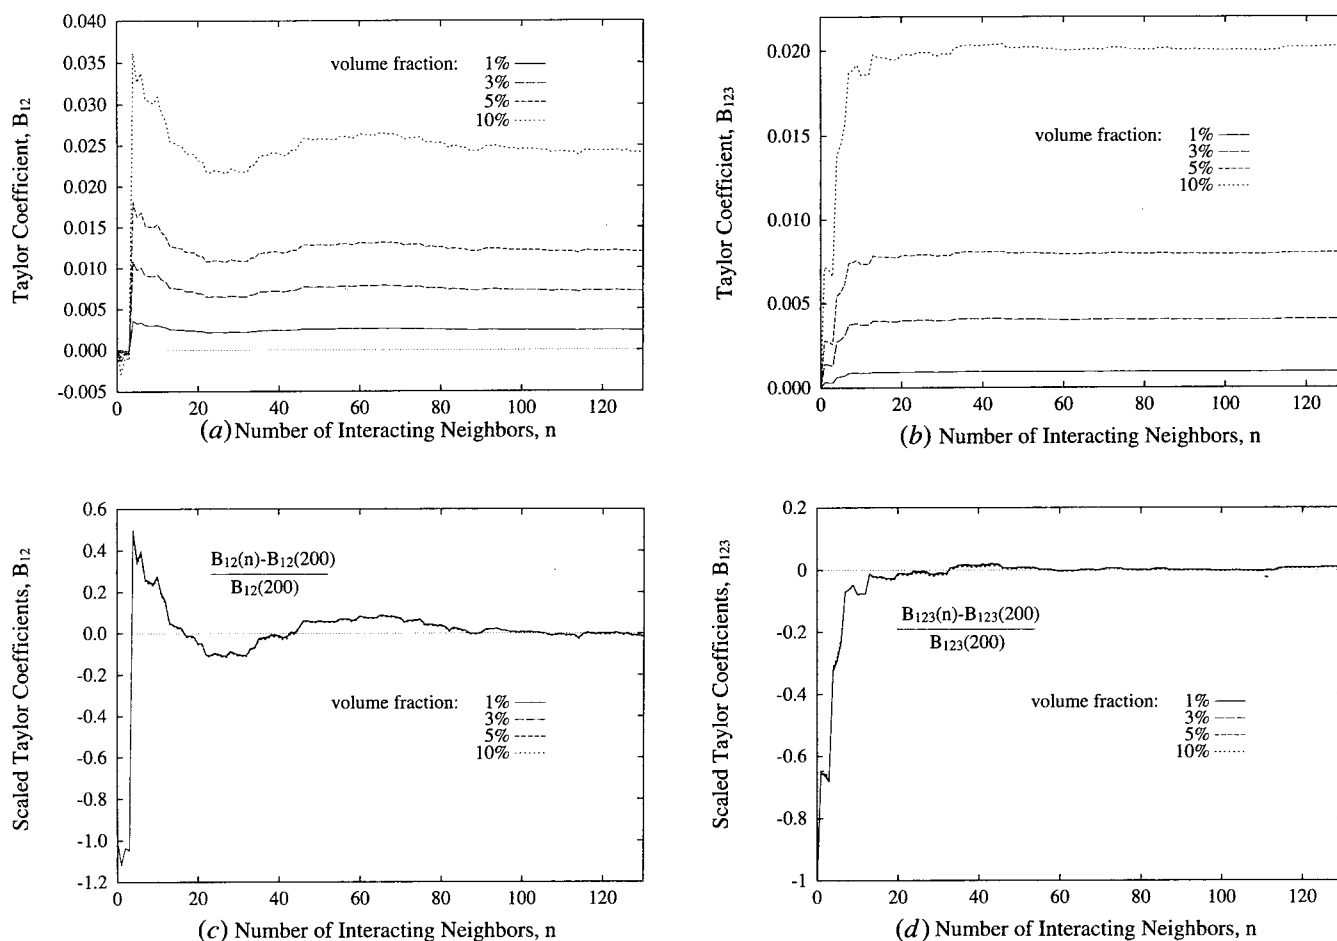 0.040
0.035
0.030
0.025
0.020
0.015
0.010
0.005
0.000
-0.005
Taylor Coefficient, B12
volume fraction: 1%
3%
5%
10%
0 20 40 60 80 100 120
(a) Number of Interacting Neighbors, n
0.020
0.015
0.010
0.005
0.000
Taylor Coefficient, B123
volume fraction: 1%
3%
5%
10%
0 20 40 60 80 100 120
(b) Number of Interacting Neighbors, n
0.6
0.4
0.2
0.0
-0.2
-0.4
-0.6
-0.8
-1.0
-1.2
Scaled Taylor Coefficients, B12
B12(n)-B12(200)
B12(200)
volume fraction: 1%
3%
5%
10%
0 20 40 60 80 100 120
(c) Number of Interacting Neighbors, n
0.2
0
-0.2
-0.4
-0.6
-0.8
-1
Scaled Taylor Coefficients, B123
B123(n)-B123(200)
B123(200)
volume fraction: 1%
3%
5%
10%
0 20 40 60 80 100 120
(d) Number of Interacting Neighbors, n